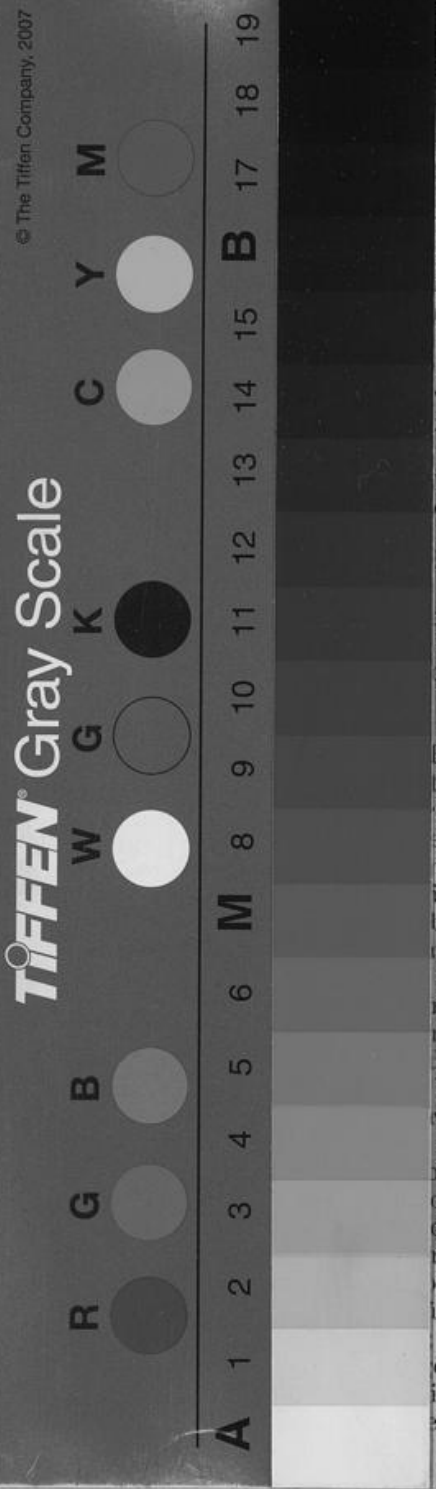 © The Tiffen Company, 2007
TIFFEN® Gray Scale
R G B W G K C Y M
A 1 2 3 4 5 6 M 8 9 10 11 12 13 14 15 B 17 18 19